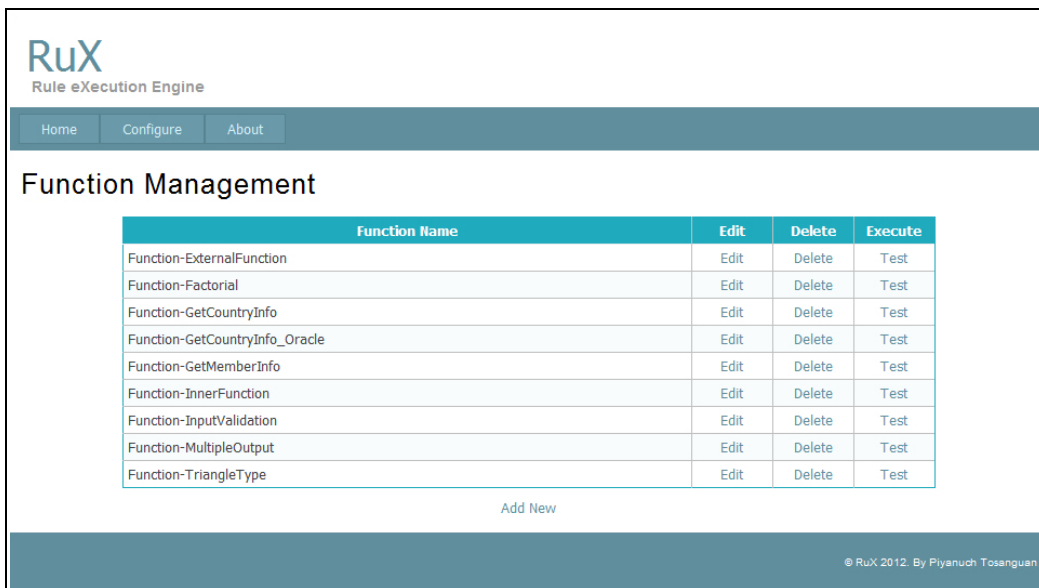 RuX
Rule eXecution Engine
Home Configure About
Function Management
Function Name Edit Delete Execute
Function-ExternalFunction Edit Delete Test
Function-Factorial Edit Delete Test
Function-GetCountryInfo Edit Delete Test
Function-GetCountryInfo_Oracle Edit Delete Test
Function-GetMemberInfo Edit Delete Test
Function-InnerFunction Edit Delete Test
Function-InputValidation Edit Delete Test
Function-MultipleOutput Edit Delete Test
Function-TriangleType Edit Delete Test
Add New
© RuX 2012. By Piyanuch Tosanguan